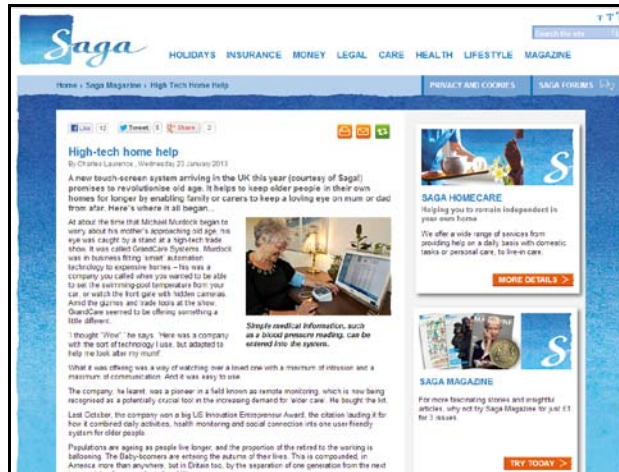 Saga
TTT
Search the site
HOLIDAYS INSURANCE MONEY LEGAL CARE HEALTH LIFESTYLE MAGAZINE
Home › Saga Magazine › High Tech Home Help
PRIVACY AND COOKIES
SAGA FORUMS
Like 12 Tweet 5 Share 2
High-tech home help
By Charles Laurence , Wednesday 23 January 2013
A new touch-screen system arriving in the UK this year (courtesy of Saga!)
promises to revolutionise old age. It helps to keep older people in their own
homes for longer by enabling family or carers to keep a loving eye on mum or dad
from afar. Here's where it all began...
At about the time that Michael Murdock began to
worry about his mother's approaching old age, his
eye was caught by a stand at a high-tech trade
show. It was called GrandCare Systems. Murdock
was in business fitting 'smart' automation
technology to expensive homes – his was a
company you called when you wanted to be able
to set the swimming-pool temperature from your
car, or watch the front gate with hidden cameras.
Amid the gizmos and trade tools at the show,
GrandCare seemed to be offering something a
little different.
Simple medical information, such
as a blood pressure reading, can be
entered into the system.
"I thought 'Wow'," he says. "Here was a company
with the sort of technology I use, but adapted to
help me look after my mum!"
What it was offering was a way of watching over a loved one with a minimum of intrusion and a
maximum of communication. And it was easy to use.
The company, he learnt, was a pioneer in a field known as remote monitoring, which is now being
recognised as a potentially crucial tool in the increasing demand for 'elder care'. He bought the kit.
Last October, the company won a big US Innovation Entrepreneur Award, the citation lauding it for
how it combined daily activities, health monitoring and social connection into one user-friendly
system for older people.
Populations are ageing as people live longer, and the proportion of the retired to the working is
ballooning. The Baby-boomers are entering the autumn of their lives. This is compounded, in
America more than anywhere, but in Britain too, by the separation of one generation from the next
S
SAGA HOMECARE
Helping you to remain independent in
your own home
We offer a wide range of services from
providing help on a daily basis with domestic
tasks or personal care, to live-in care.
MORE DETAILS >
S
SAGA MAGAZINE
For more fascinating stories and insightful
articles, why not try Saga Magazine for just £1
for 3 issues.
TRY TODAY >